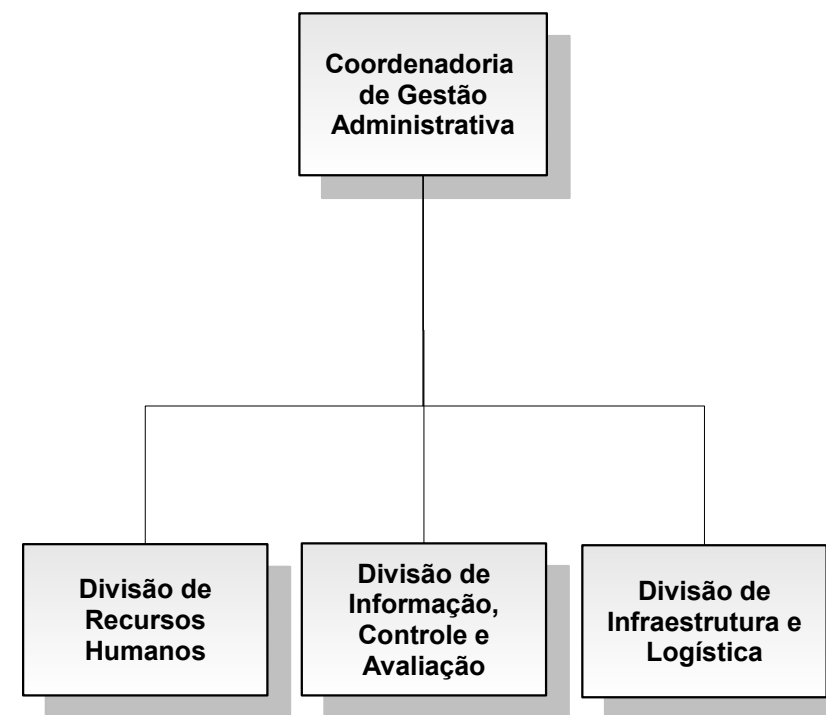 Coordenadoria
de Gestão
Administrativa
Divisão de
Recursos
Humanos
Divisão de
Informação,
Controle e
Avaliação
Divisão de
Infraestrutura e
Logística